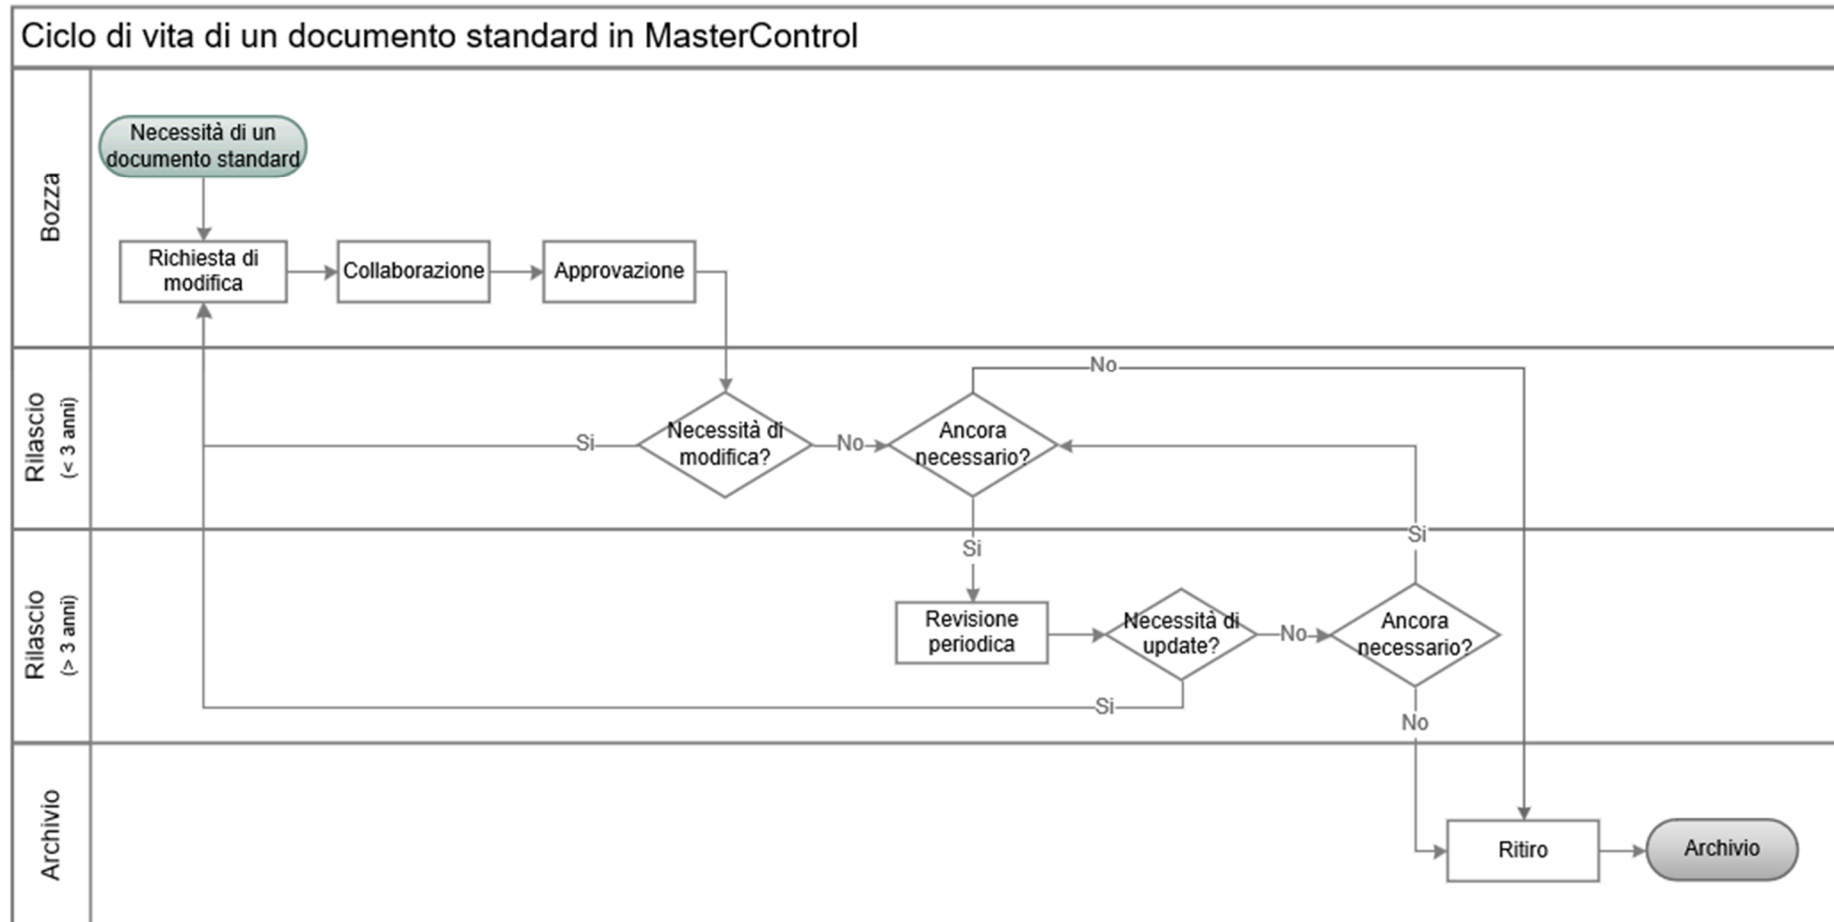 Ciclo di vita di un documento standard in MasterControl
Bozza
Necessità di un
documento standard
Richiesta di
modifica
Collaborazione
Approvazione
Rilascio
(< 3 anni)
No
Si
Necessità di
modifica?
No
Ancora
necessario?
Si
Rilascio
(> 3 anni)
Si
Revisione
periodica
Necessità di
update?
No
Ancora
necessario?
Si
No
Archivio
Ritiro
Archivio